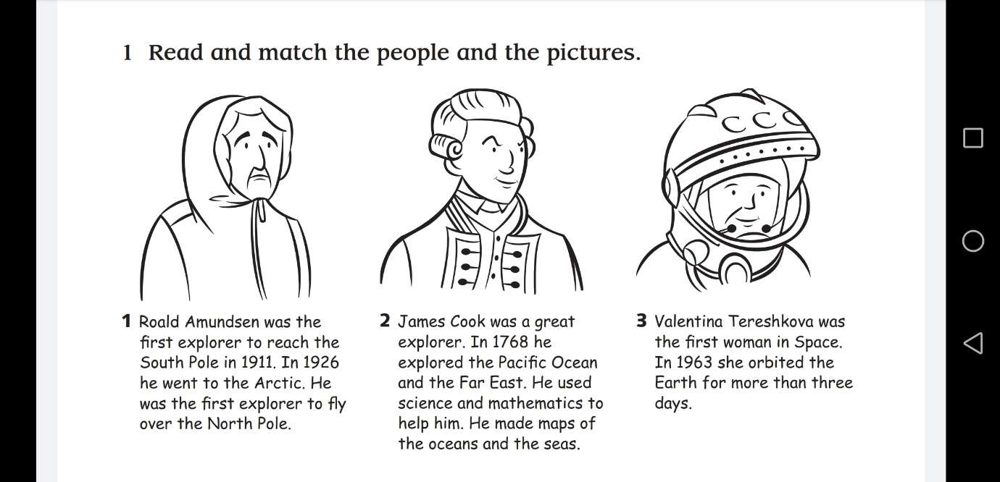 1 Read and match the people and the pictures.
CCC
1 Roald Amundsen was the
first explorer to reach the
South Pole in 1911. In 1926
he went to the Arctic. He
was the first explorer to fly
over the North Pole.
2 James Cook was a great
explorer. In 1768 he
explored the Pacific Ocean
and the Far East. He used
science and mathematics to
help him. He made maps of
the oceans and the seas.
3 Valentina Tereshkova was
the first woman in Space.
In 1963 she orbited the
Earth for more than three
days.